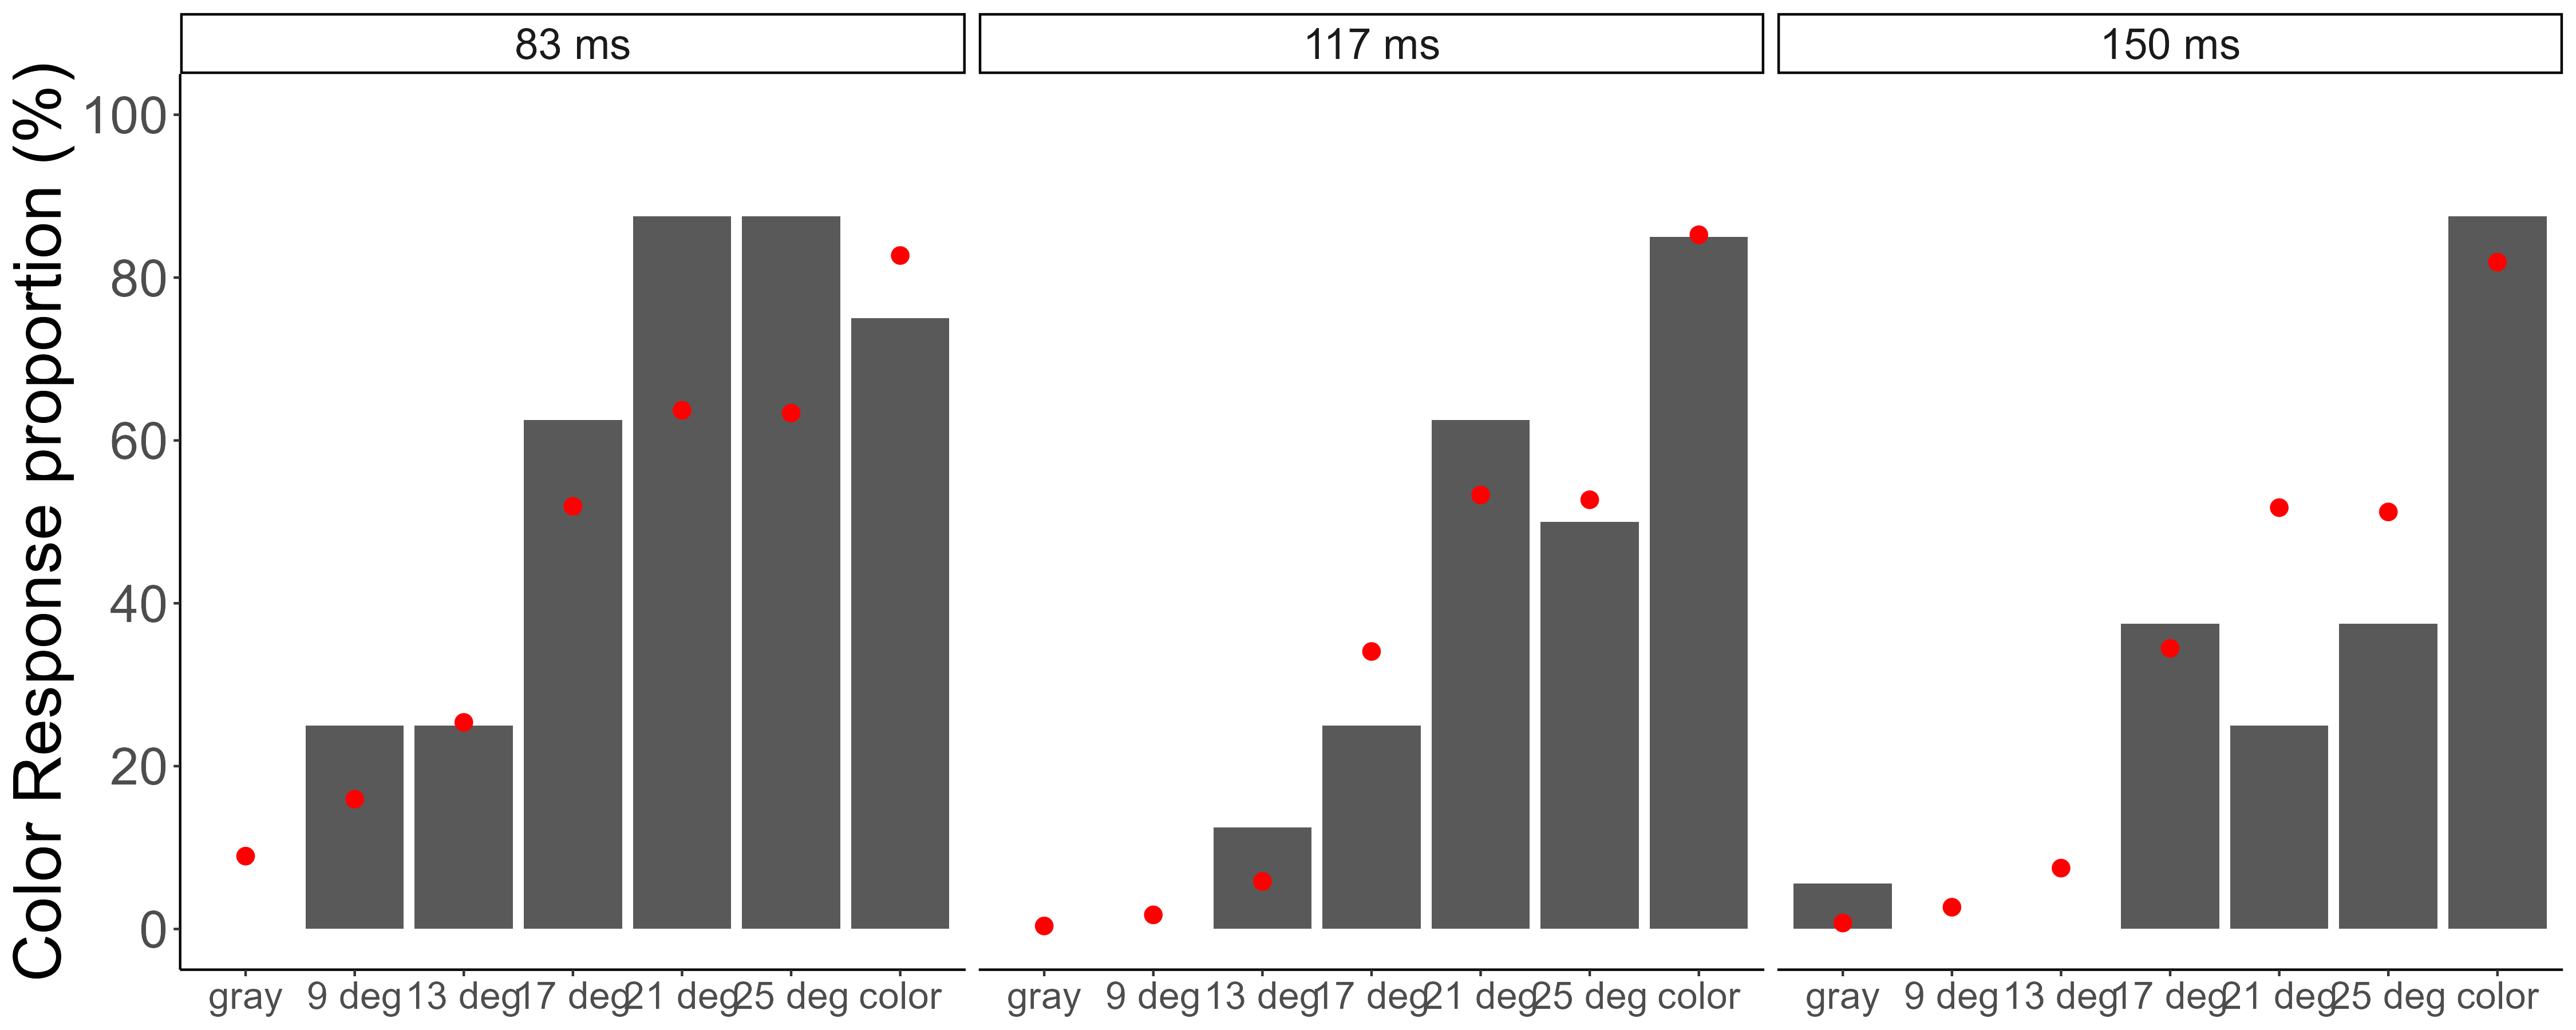 83 ms
117 ms
150 ms
Color Response proportion (%)
100
80
60
40
20
0
gray 9 deg 13 deg 17 deg 21 deg 25 deg color
gray 9 deg 13 deg 17 deg 21 deg 25 deg color
gray 9 deg 13 deg 17 deg 21 deg 25 deg color